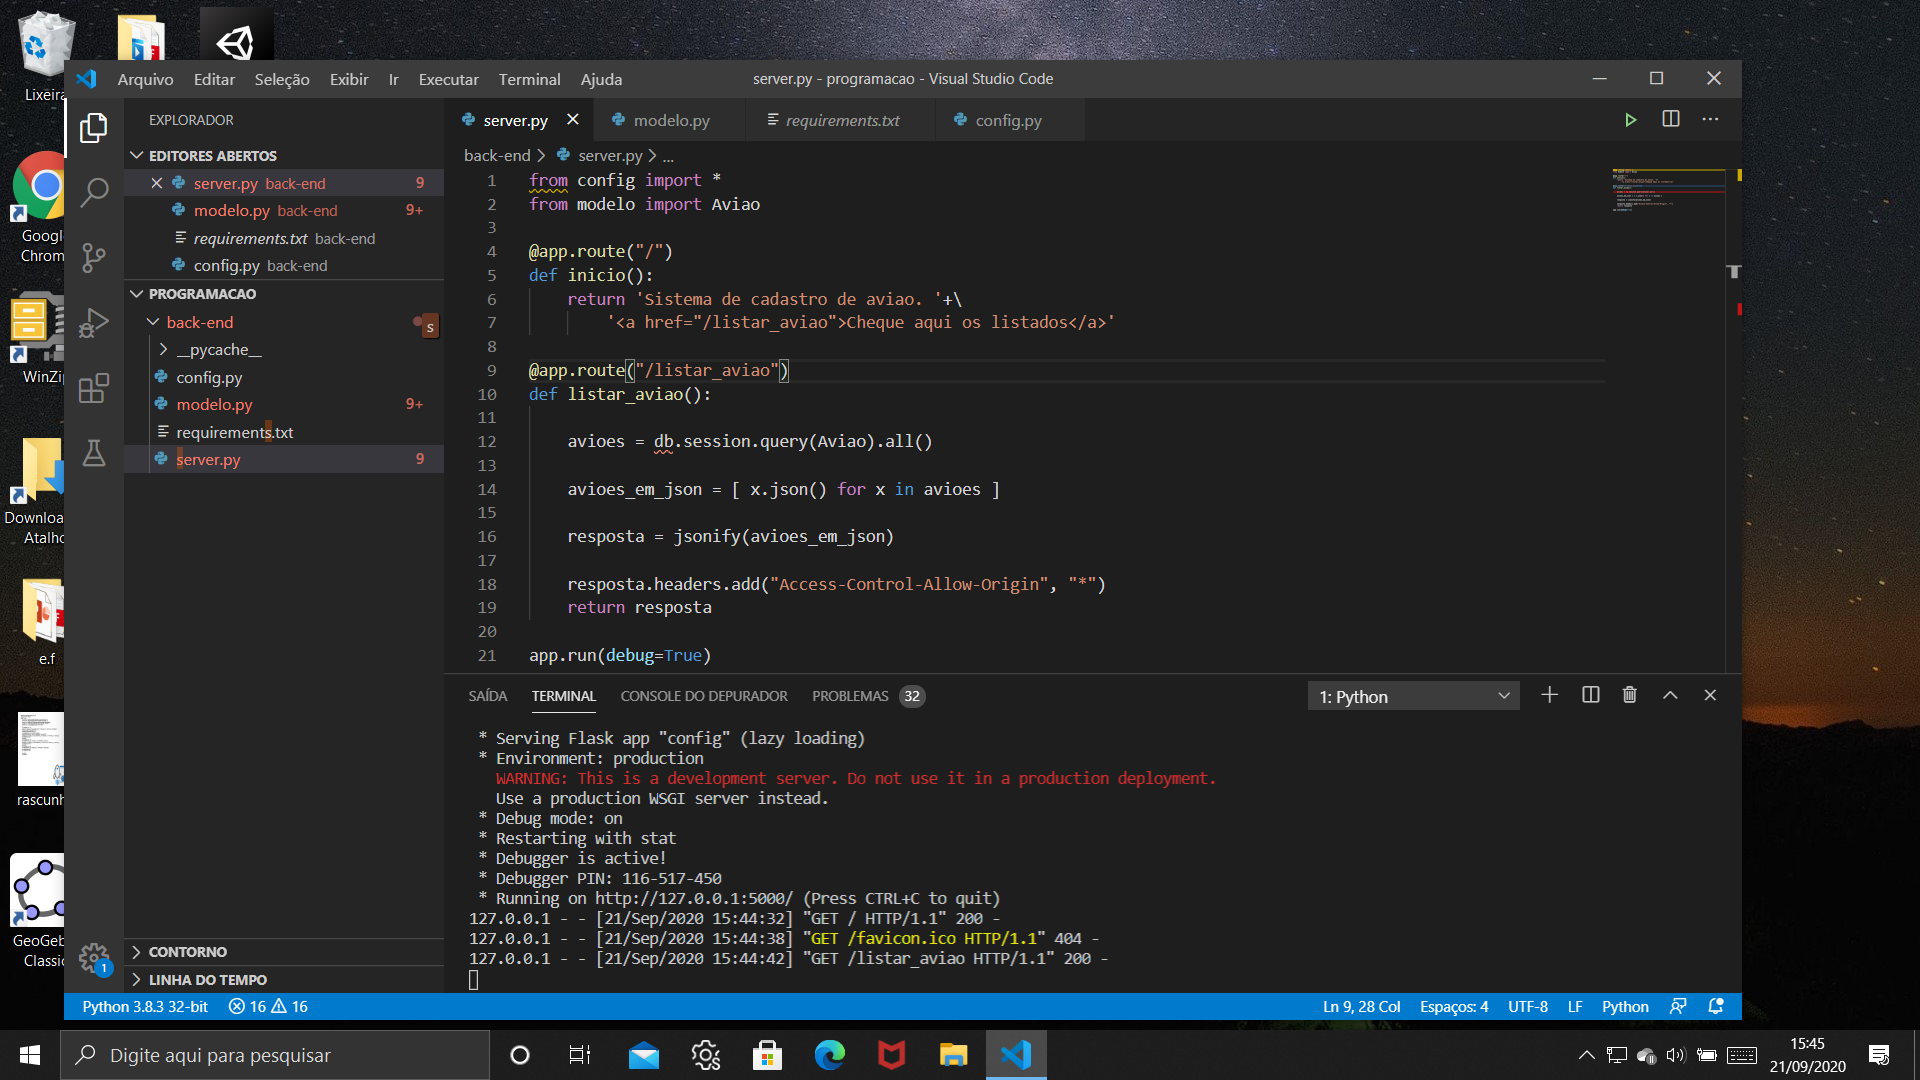 Lixeira
Arquivo Editar Seleção Exibir Ir Executar Terminal Ajuda
server.py - programacao - Visual Studio Code
EXPLORADOR
server.py
modelo.py
requirements.txt
config.py
EDITORES ABERTOS
server.py back-end 9
modelo.py back-end 9+
requirements.txt back-end
config.py back-end
PROGRAMACAO
back-end
s
__pycache__
config.py
modelo.py 9+
requirements.txt
server.py 9
CONTORNO
LINHA DO TEMPO
back-end > server.py > ...
1 from config import *
2 from modelo import Aviao
3
4 @app.route("/")
5 def inicio():
6 return 'Sistema de cadastro de aviao. '+\
7 '<a href="/listar_aviao">Cheque aqui os listados</a>'
8
9 @app.route("/listar_aviao")
10 def listar_aviao():
11
12 avioes = db.session.query(Aviao).all()
13
14 avioes_em_json = [ x.json() for x in avioes ]
15
16 resposta = jsonify(avioes_em_json)
17
18 resposta.headers.add("Access-Control-Allow-Origin", "*")
19 return resposta
20
21 app.run(debug=True)
SAÍDA TERMINAL CONSOLE DO DEPURADOR PROBLEMAS 32
1: Python
* Serving Flask app "config" (lazy loading)
* Environment: production
WARNING: This is a development server. Do not use it in a production deployment.
Use a production WSGI server instead.
* Debug mode: on
* Restarting with stat
* Debugger is active!
* Debugger PIN: 116-517-450
* Running on http://127.0.0.1:5000/ (Press CTRL+C to quit)
127.0.0.1 - - [21/Sep/2020 15:44:32] "GET / HTTP/1.1" 200 -
127.0.0.1 - - [21/Sep/2020 15:44:38] "GET /favicon.ico HTTP/1.1" 404 -
127.0.0.1 - - [21/Sep/2020 15:44:42] "GET /listar_aviao HTTP/1.1" 200 -
1
Python 3.8.3 32-bit 16 16
Ln 9, 28 Col Espaços: 4 UTF-8 LF Python
Googl
Chrom
WinZip
Downloa
Atalho
e.f
rascunh
GeoGeb
Classic
Digite aqui para pesquisar
15:45
21/09/2020